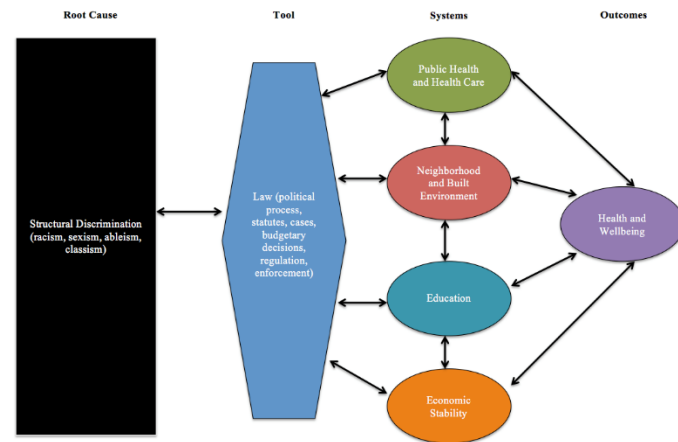 Root Cause
Tool
Systems
Outcomes
Structural Discrimination
(racism, sexism, ableism,
classism)
Law (political
process,
statutes, cases,
budgetary
decisions,
regulation,
enforcement)
Public Health
and Health Care
Neighborhood
and Built
Environment
Education
Economic
Stability
Health and
Wellbeing